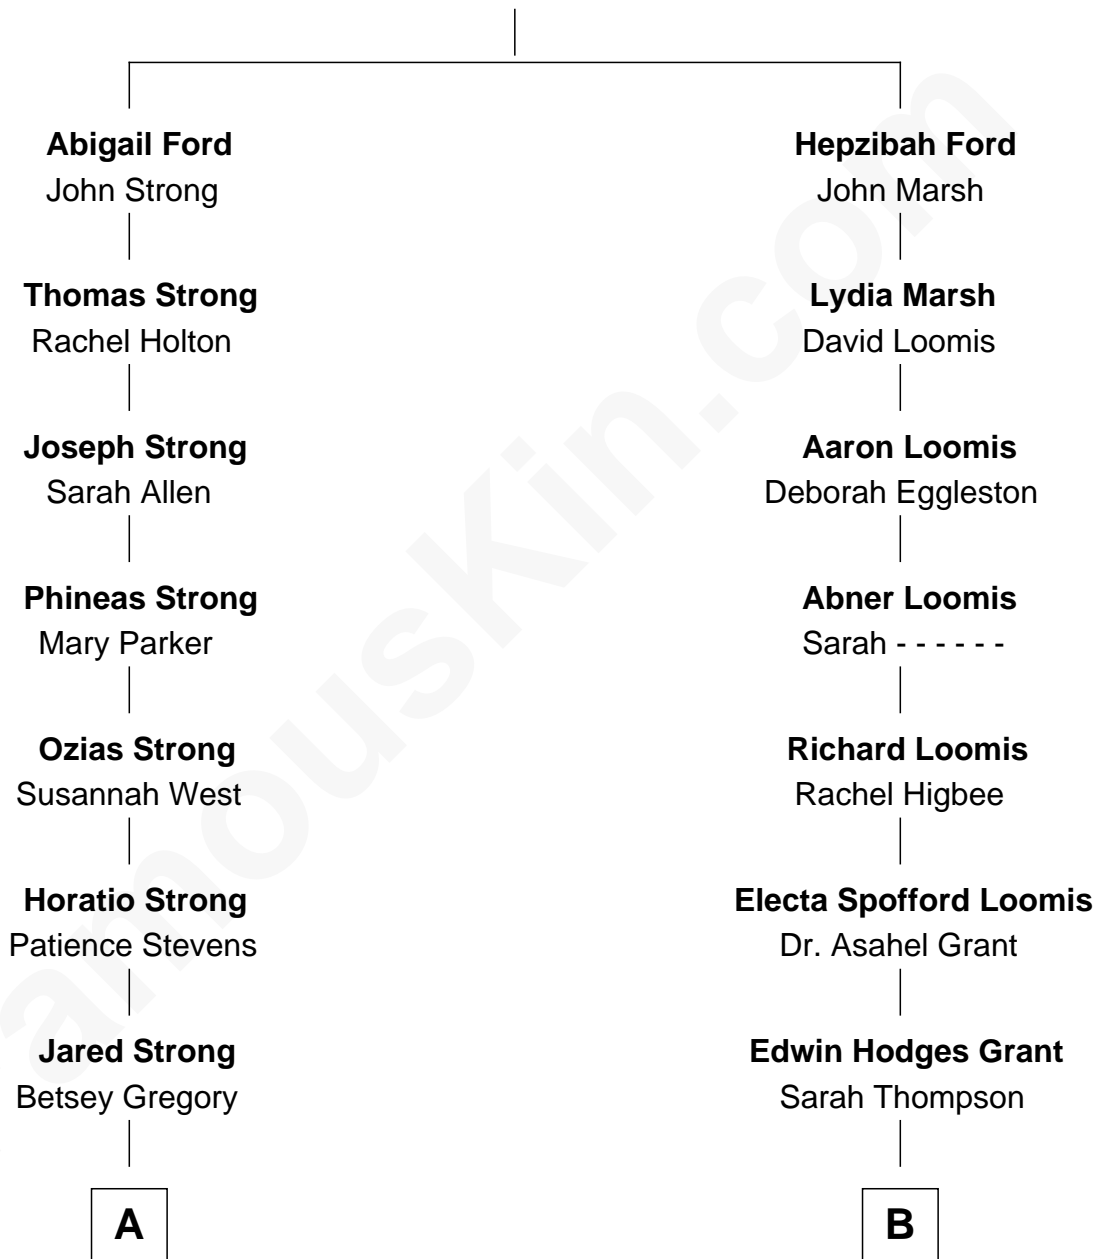 Abigail Ford
John Strong
Hepzibah Ford
John Marsh
Thomas Strong
Rachel Holton
Lydia Marsh
David Loomis
Joseph Strong
Sarah Allen
Aaron Loomis
Deborah Eggleston
Phineas Strong
Mary Parker
Abner Loomis
Sarah - - - - - -
Ozias Strong
Susannah West
Richard Loomis
Rachel Higbee
Horatio Strong
Patience Stevens
Electa Spofford Loomis
Dr. Asahel Grant
Jared Strong
Betsey Gregory
Edwin Hodges Grant
Sarah Thompson
A
B
amousKin.com